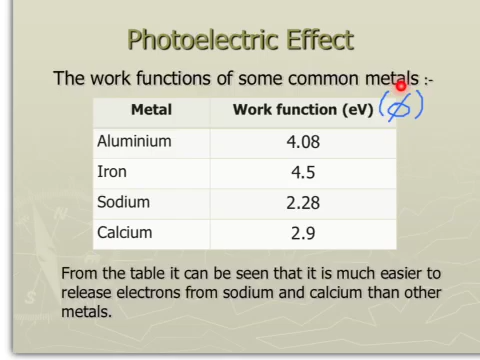 Photoelectric Effect
The work functions of some common metals :-
Metal Work function (eV) (ϕ)
Aluminium 4.08
Iron 4.5
Sodium 2.28
Calcium 2.9
From the table it can be seen that it is much easier to
release electrons from sodium and calcium than other
metals.
N
S